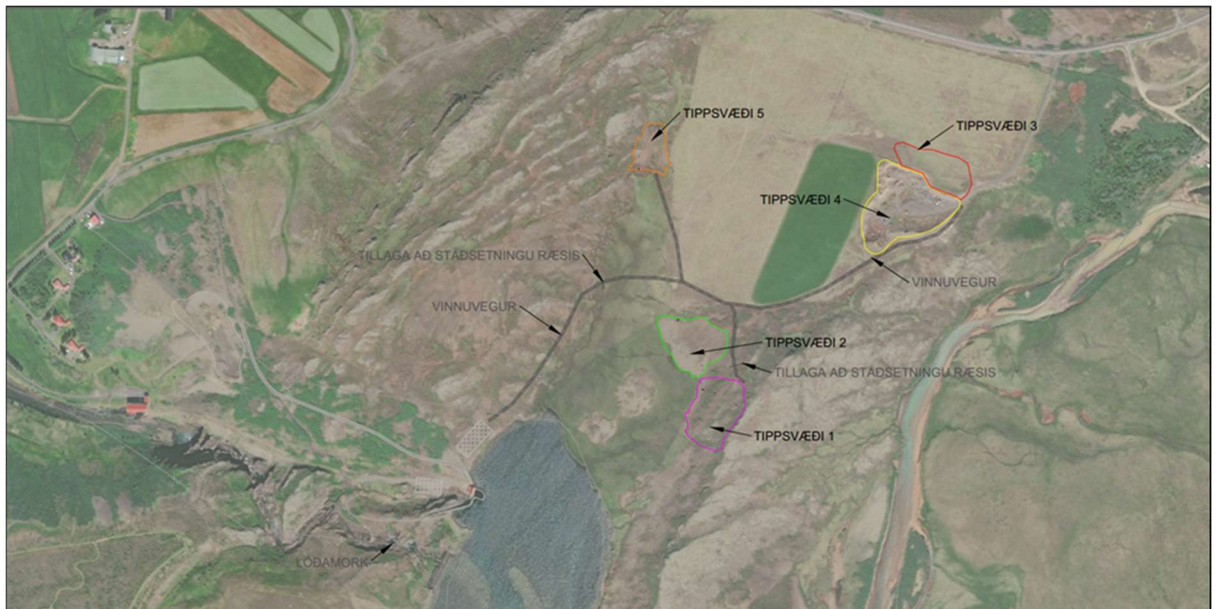 TIPPSVÆÐI 5
TIPPSVÆÐI 3
TIPPSVÆÐI 4
TILLAGA AÐ STAÐSETNINGU RÆSIS
VINNUVEGUR
VINNUVEGUR
TIPPSVÆÐI 2
TILLAGA AÐ STAÐSETNINGU RÆSIS
TIPPSVÆÐI 1
LÓÐAMÖRK